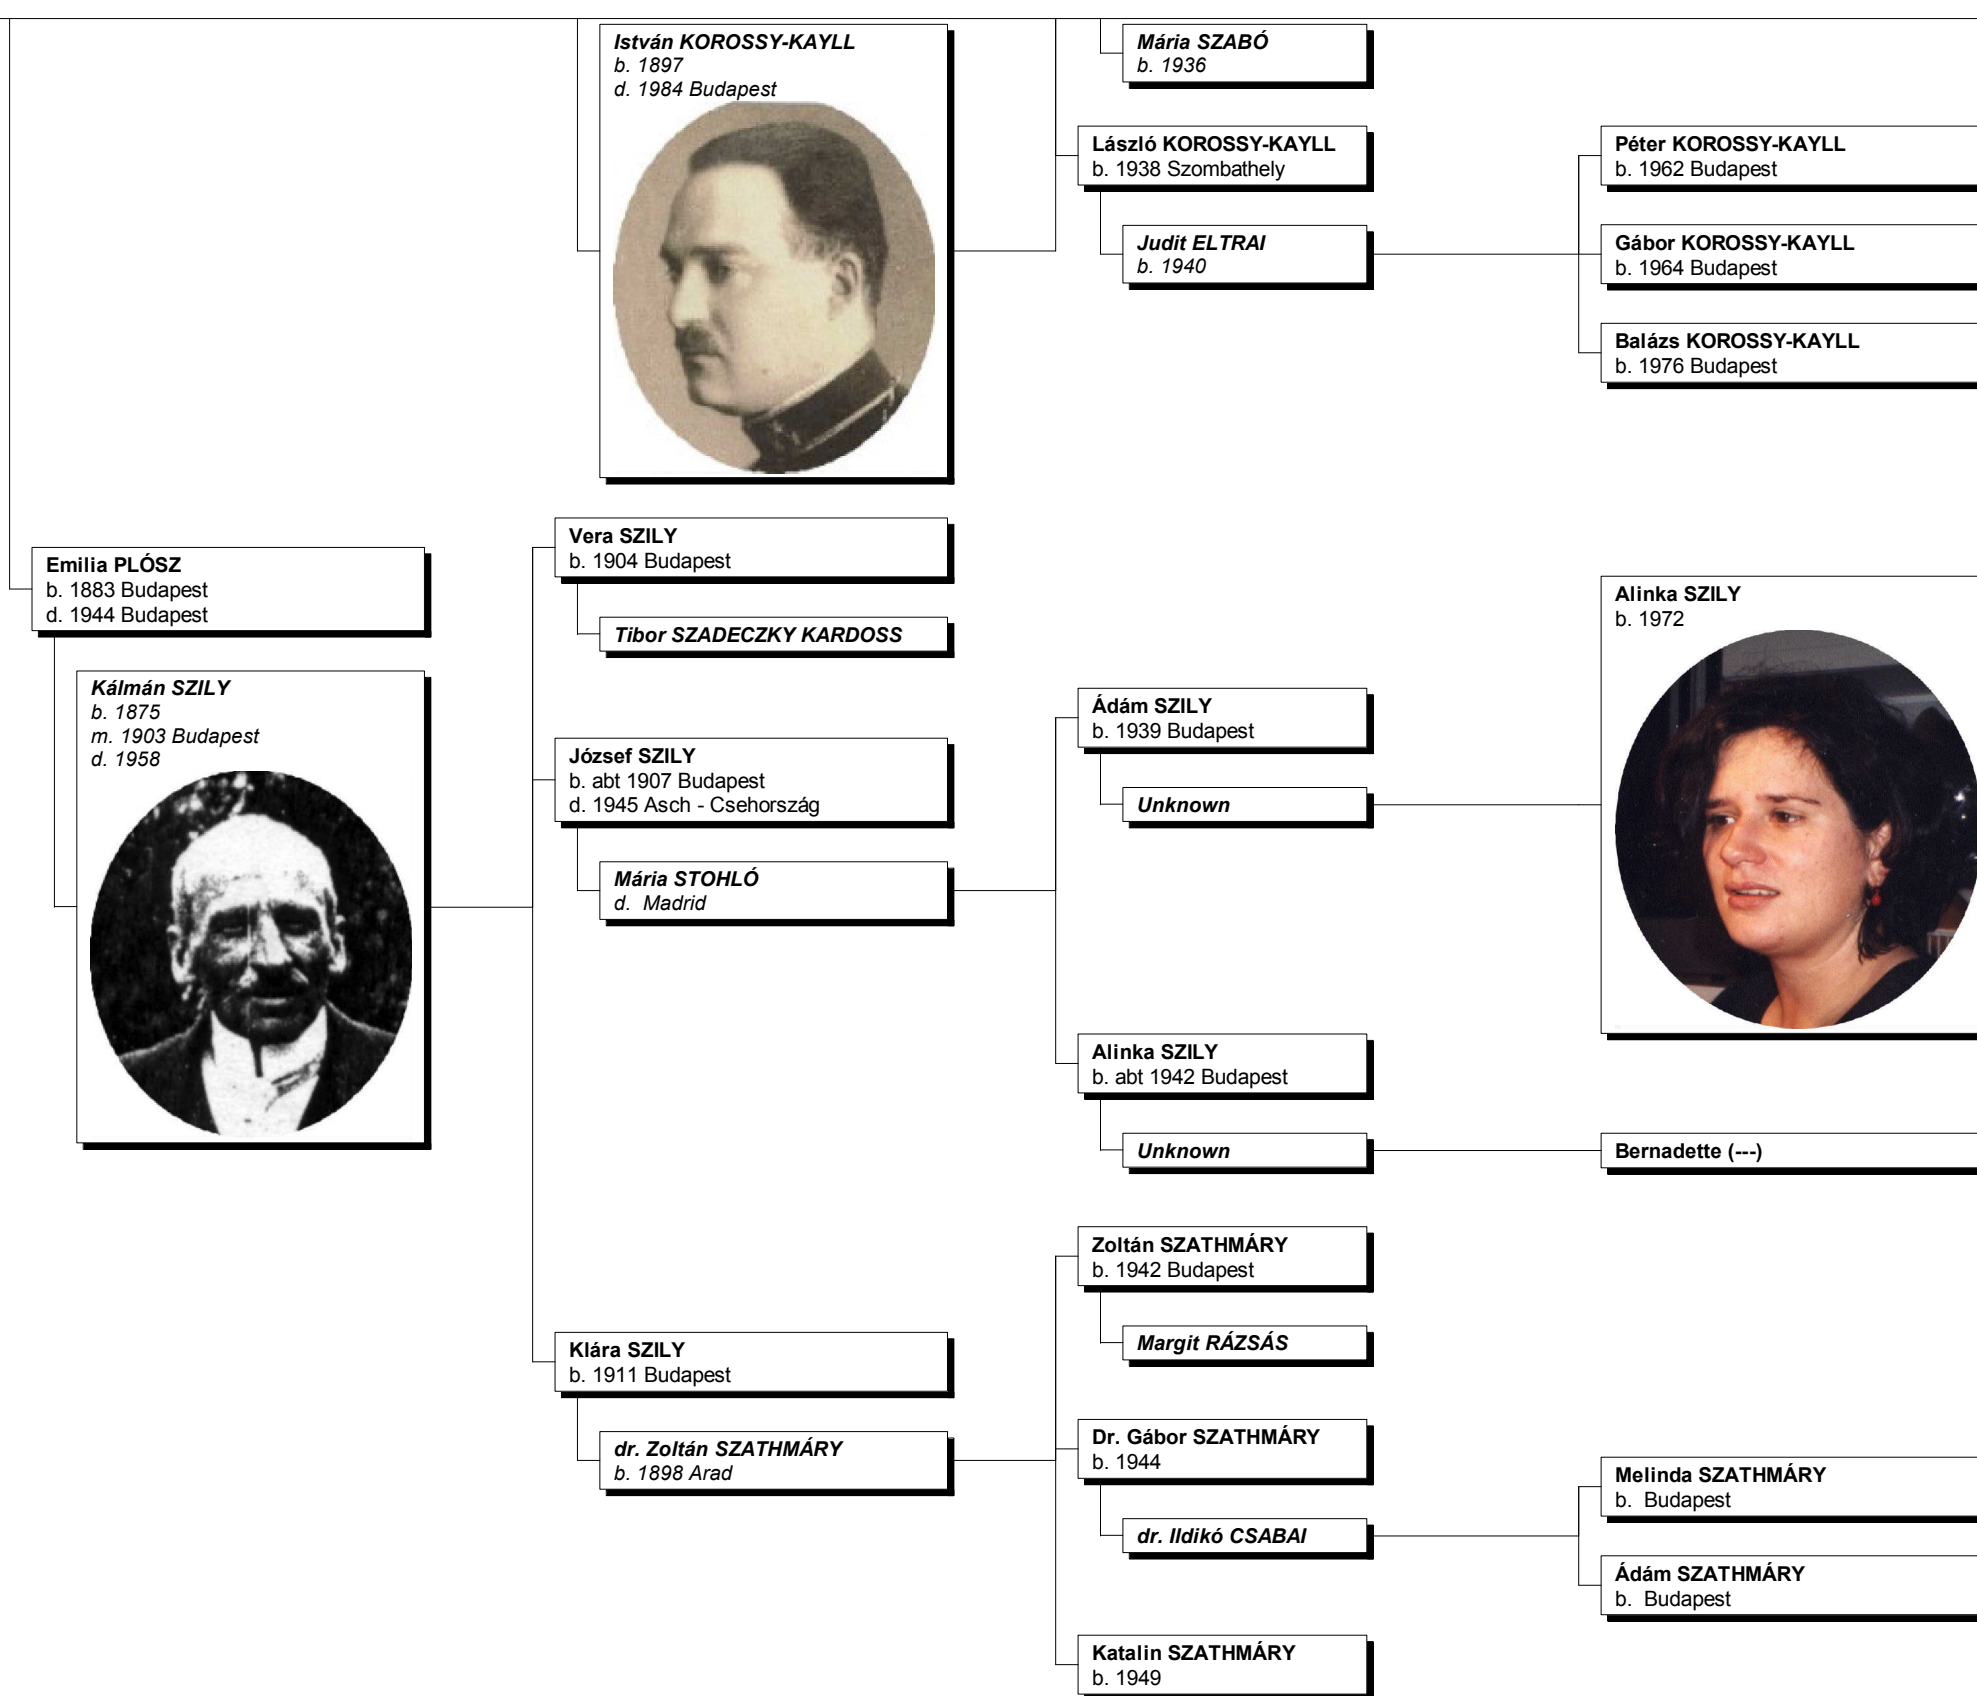 István KOROSSY-KAYLL
b. 1897
d. 1984 Budapest
Mária SZABÓ
b. 1936
László KOROSSY-KAYLL
b. 1938 Szombathely
Judit ELTRAI
b. 1940
Péter KOROSSY-KAYLL
b. 1962 Budapest
Gábor KOROSSY-KAYLL
b. 1964 Budapest
Balázs KOROSSY-KAYLL
b. 1976 Budapest
Emilia PLÓSZ
b. 1883 Budapest
d. 1944 Budapest
Kálmán SZILY
b. 1875
m. 1903 Budapest
d. 1958
Vera SZILY
b. 1904 Budapest
Tibor SZADECZKY KARDOSS
József SZILY
b. abt 1907 Budapest
d. 1945 Asch - Csehország
Mária STOHLÓ
d.  Madrid
Ádám SZILY
b. 1939 Budapest
Unknown
Alinka SZILY
b. 1972
Alinka SZILY
b. abt 1942 Budapest
Unknown
Bernadette (---)
Klára SZILY
b. 1911 Budapest
dr. Zoltán SZATHMÁRY
b. 1898 Arad
Zoltán SZATHMÁRY
b. 1942 Budapest
Margit RÁZSÁS
Dr. Gábor SZATHMÁRY
b. 1944
dr. Ildikó CSABAI
Melinda SZATHMÁRY
b.  Budapest
Ádám SZATHMÁRY
b.  Budapest
Katalin SZATHMÁRY
b. 1949